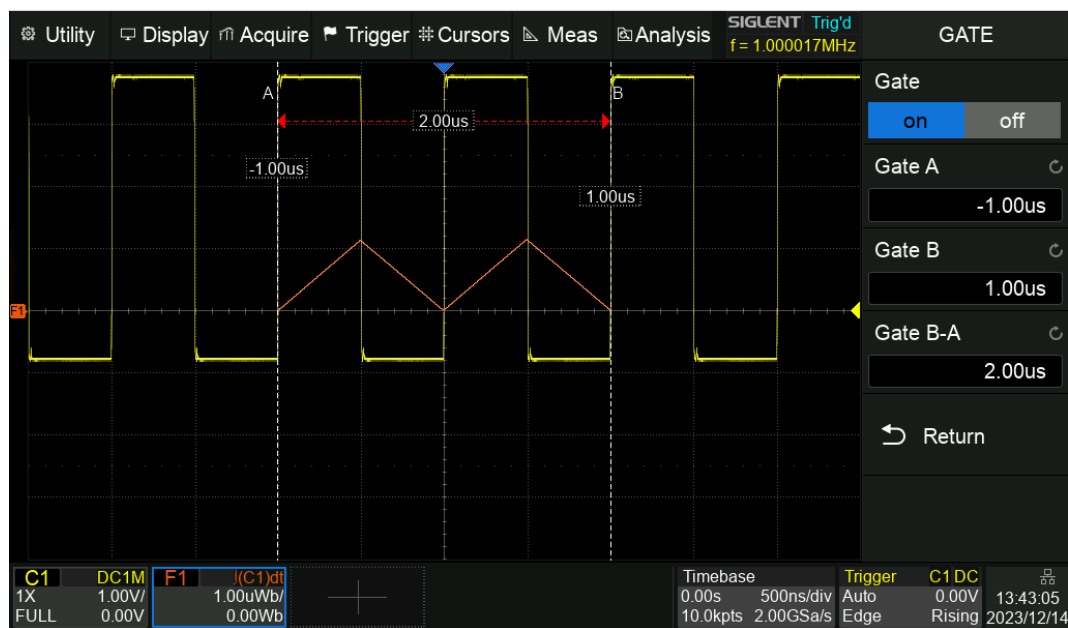 Utility Display Acquire Trigger Cursors Meas Analysis SIGLENT Trig'd
f = 1.000017MHz
GATE
A
B
2.00us
-1.00us
1.00us
F1
Gate
on off
Gate A
-1.00us
Gate B
1.00us
Gate B-A
2.00us
Return
C1 DC1M
1X 1.00V/
FULL 0.00V
F1 ∫(C1)dt
1.00uWb/
0.00Wb
Timebase
0.00s 500ns/div
10.0kpts 2.00GSa/s
Trigger C1 DC
Auto 0.00V
Edge Rising
13:43:05
2023/12/14